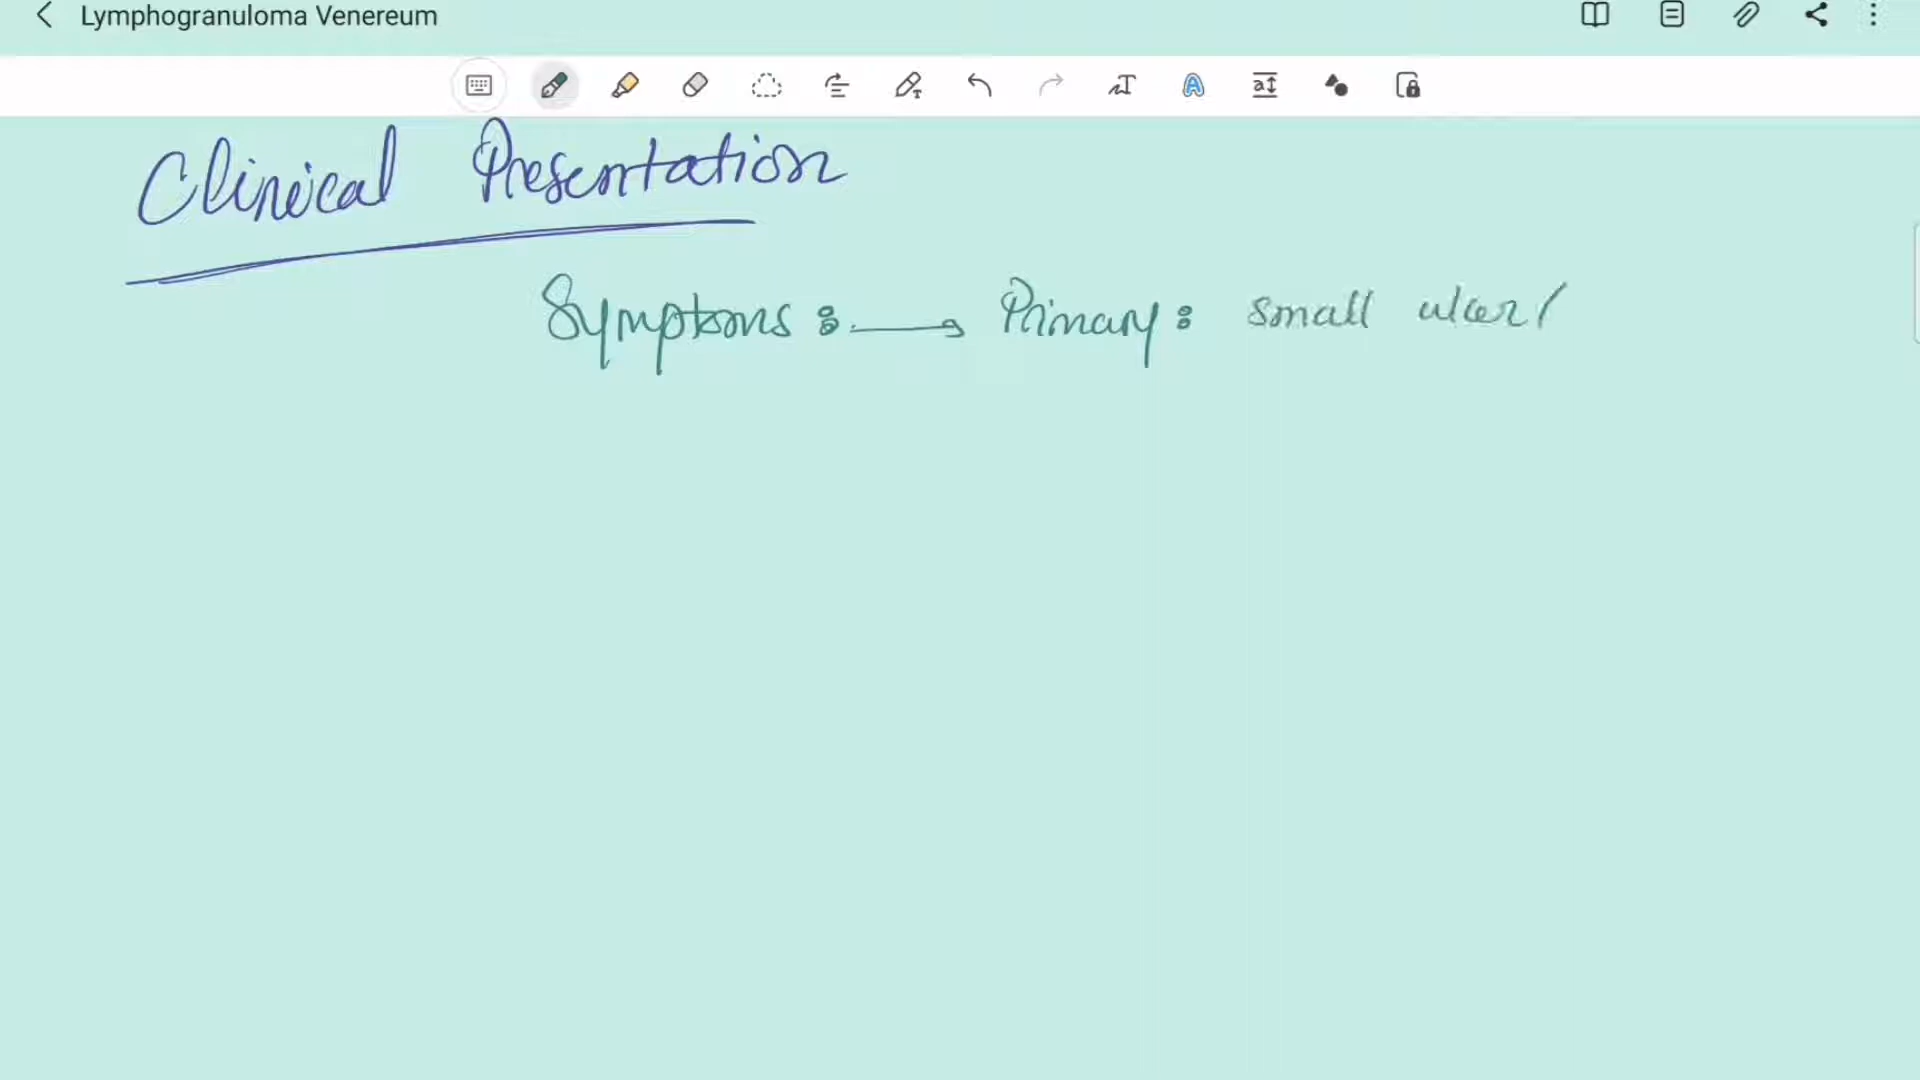 Lymphogranuloma Venereum
Clinical Presentation
Symptoms : → Primary : small ulcer/